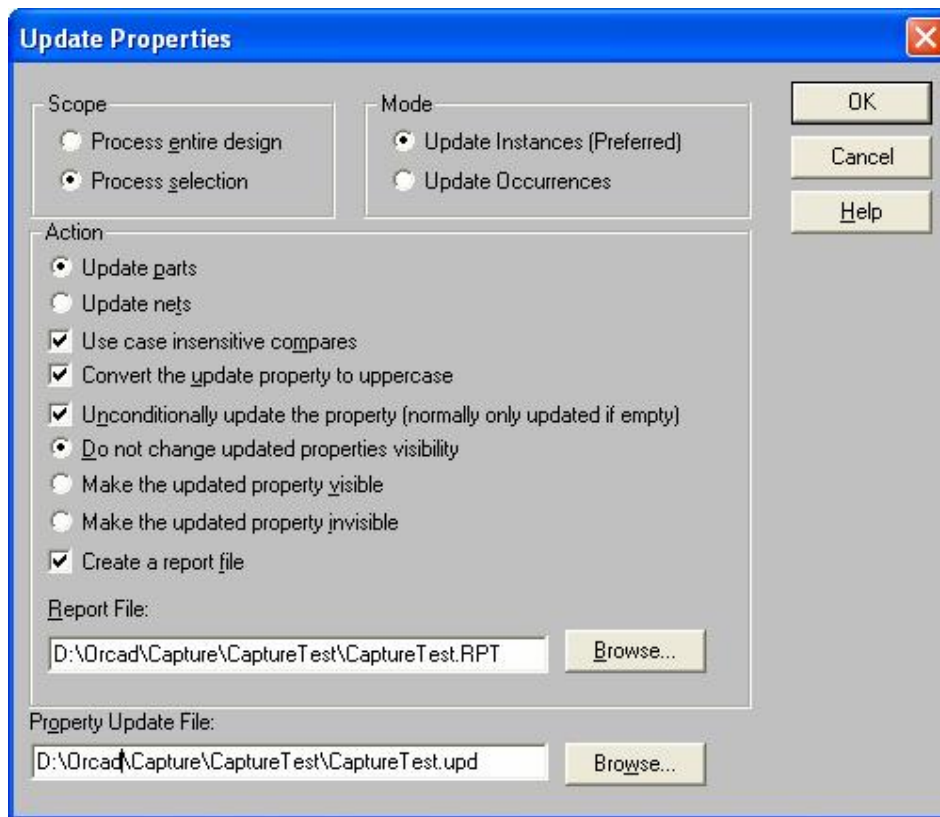 Update Properties
Scope
Process entire design
Process selection
Mode
Update Instances (Preferred)
Update Occurrences
OK
Cancel
Help
Action
Update parts
Update nets
Use case insensitive compares
Convert the update property to uppercase
Unconditionally update the property (normally only updated if empty)
Do not change updated properties visibility
Make the updated property visible
Make the updated property invisible
Create a report file
Report File:
D:\Orcad\Capture\CaptureTest\CaptureTest.RPT
Browse...
Property Update File:
D:\Orcad\Capture\CaptureTest\CaptureTest.upd
Browse...